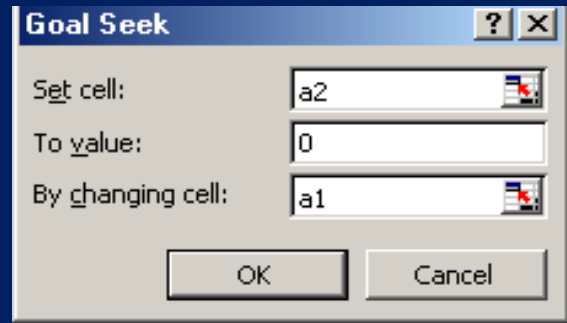 Goal Seek ? ×
Set cell: a2
To value: 0
By changing cell: a1
OK Cancel